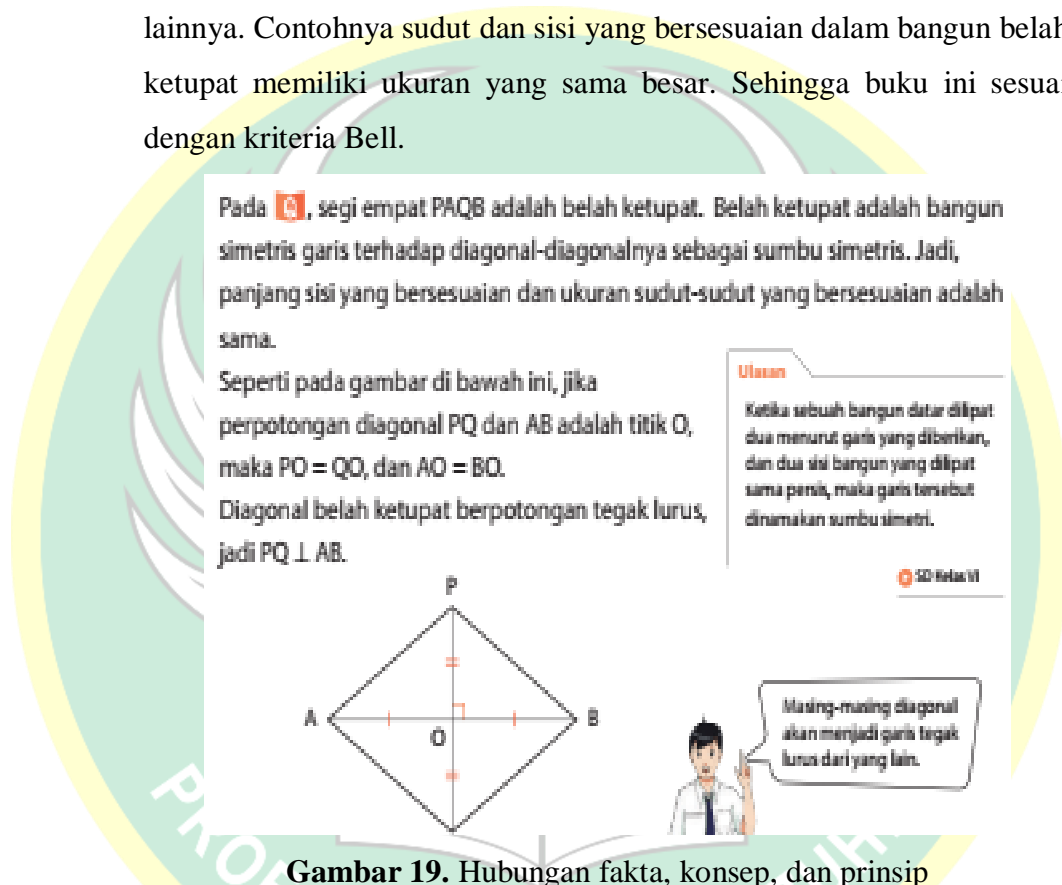 lainnya. Contohnya sudut dan sisi yang bersesuaian dalam bangun belah
ketupat memiliki ukuran yang sama besar. Sehingga buku ini sesuai
dengan kriteria Bell.
Pada Q, segi empat PAQB adalah belah ketupat. Belah ketupat adalah bangun
simetris garis terhadap diagonal-diagonalnya sebagai sumbu simetris. Jadi,
panjang sisi yang bersesuaian dan ukuran sudut-sudut yang bersesuaian adalah
sama.
Seperti pada gambar di bawah ini, jika
perpotongan diagonal PQ dan AB adalah titik O,
maka PO = QO, dan AO = BO.
Diagonal belah ketupat berpotongan tegak lurus,
jadi PQ ⊥ AB.
Ulasan
Ketika sebuah bangun datar dilipat
dua menurut garis yang diberikan,
dan dua sisi bangun yang dilipat
sama persis, maka garis tersebut
dinamakan sumbu simetri.
SD Kelas VI
P
A
B
O
Masing-masing diagonal
akan menjadi garis tegak
lurus dari yang lain.
Gambar 19. Hubungan fakta, konsep, dan prinsip